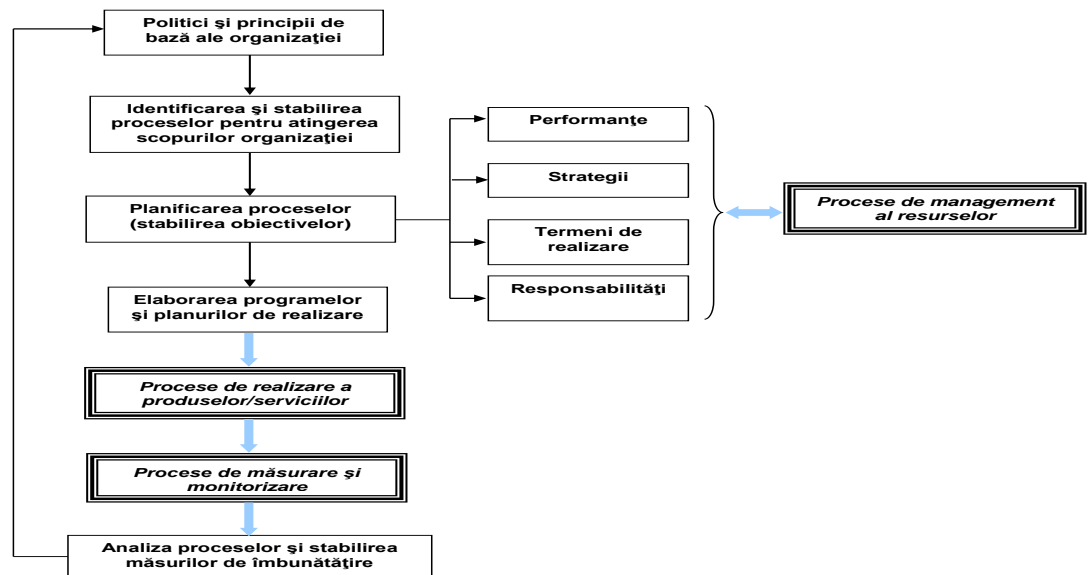 Politici şi principii de
bază ale organizaţiei
Identificarea şi stabilirea
proceselor pentru atingerea
scopurilor organizaţiei
Planificarea proceselor
(stabilirea obiectivelor)
Elaborarea programelor
şi planurilor de realizare
Procese de realizare a
produselor/serviciilor
Procese de măsurare şi
monitorizare
Analiza proceselor şi stabilirea
măsurilor de îmbunătăţire
Performanţe
Strategii
Termeni de
realizare
Responsabilităţi
Procese de management
al resurselor